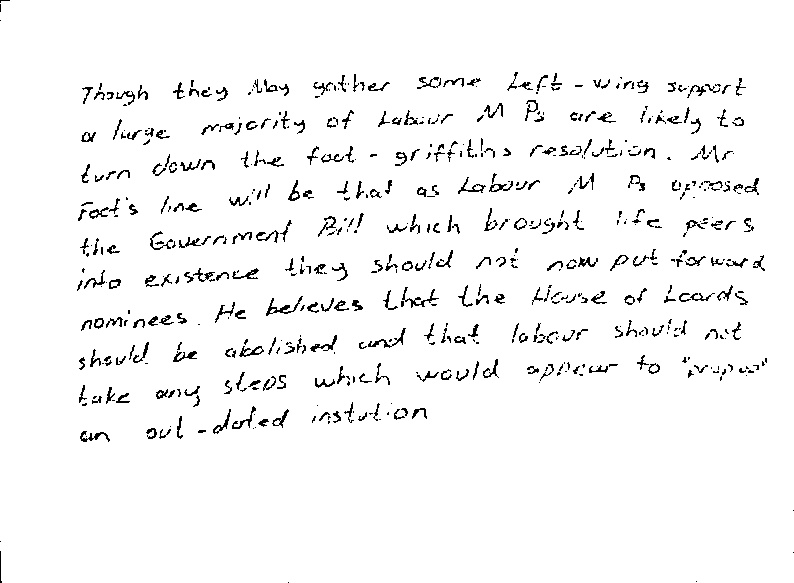 Though they May gather some Left - wing support
a large majority of Labour M Ps are likely to
turn down the foot - griffiths resolution. Mr
Foot's line will be that as Labour M Ps opposed
the Government Bill which brought life peers
into existence they should not now put forward
nominees. He believes that the House of Loards
should be abolished and that labour should not
take any steps which would appear to
an out - dated instution